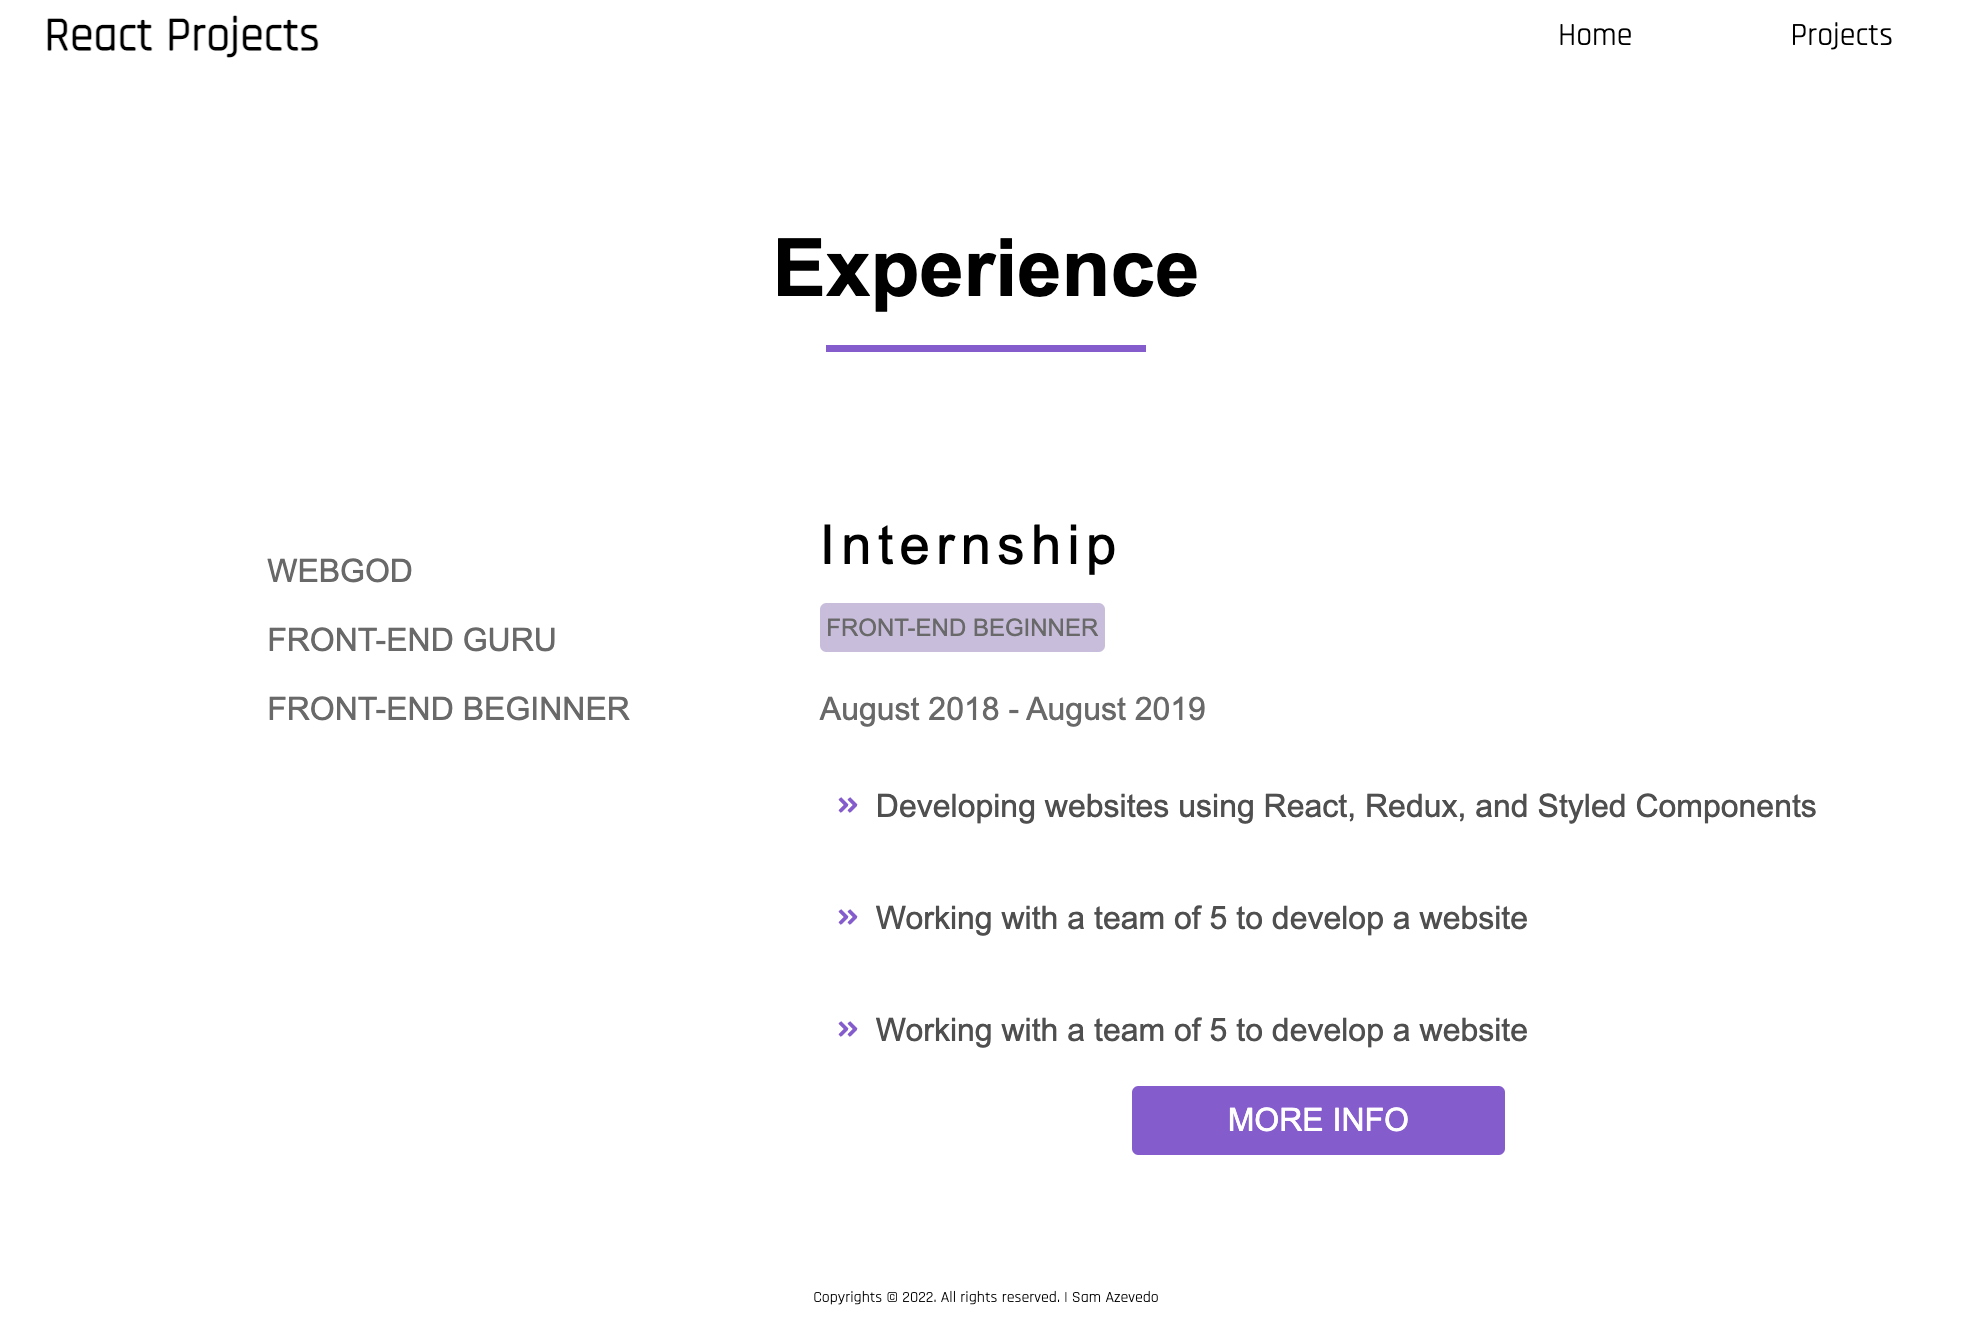 React Projects
Home
Projects
Experience
WEBGOD
FRONT-END GURU
FRONT-END BEGINNER
Internship
FRONT-END BEGINNER
August 2018 - August 2019
Developing websites using React, Redux, and Styled Components
Working with a team of 5 to develop a website
Working with a team of 5 to develop a website
MORE INFO
Copyrights © 2022. All rights reserved. | Sam Azevedo